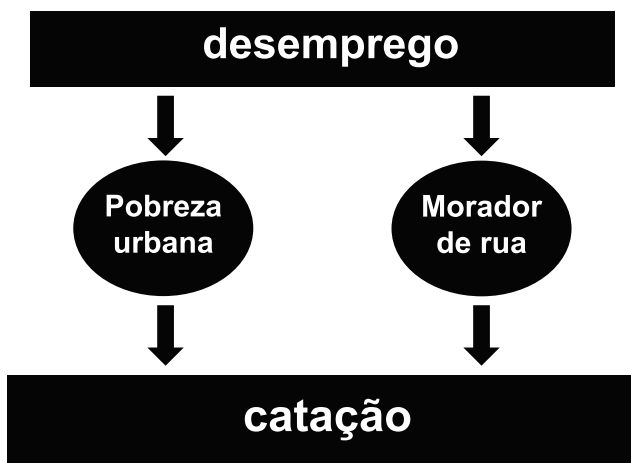 desemprego
Pobreza
urbana
Morador
de rua
catação